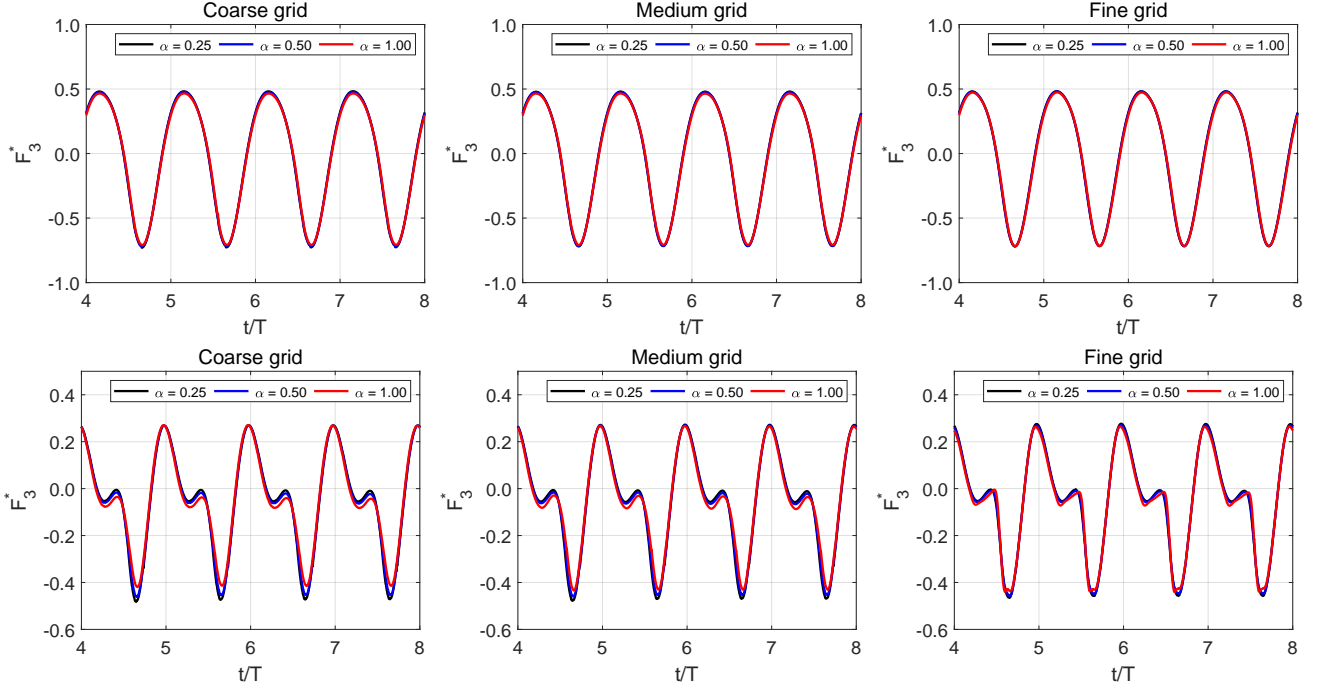 Coarse grid
Medium grid
Fine grid
1.0
0.5
0.0
-0.5
-1.0
F*3
α = 0.25 α = 0.50 α = 1.00
4 5 6 7 8
t/T
1.0
0.5
0.0
-0.5
-1.0
F*3
α = 0.25 α = 0.50 α = 1.00
4 5 6 7 8
t/T
1.0
0.5
0.0
-0.5
-1.0
F*3
α = 0.25 α = 0.50 α = 1.00
4 5 6 7 8
t/T
Coarse grid
Medium grid
Fine grid
0.4
0.2
0.0
-0.2
-0.4
-0.6
F*3
α = 0.25 α = 0.50 α = 1.00
4 5 6 7 8
t/T
0.4
0.2
0.0
-0.2
-0.4
-0.6
F*3
α = 0.25 α = 0.50 α = 1.00
4 5 6 7 8
t/T
0.4
0.2
0.0
-0.2
-0.4
-0.6
F*3
α = 0.25 α = 0.50 α = 1.00
4 5 6 7 8
t/T